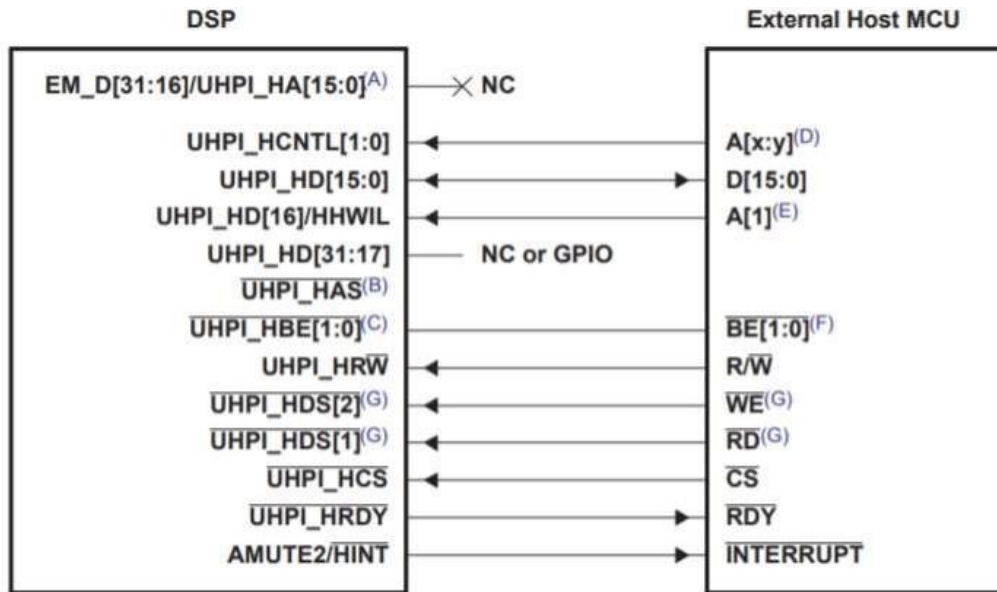 DSP External Host MCU
EM_D[31:16]/UHPI_HA[15:0](A) NC
UHPI_HCNTL[1:0] A[x:y](D)
UHPI_HD[15:0] D[15:0]
UHPI_HD[16]/HHWIL A[1](E)
UHPI_HD[31:17] NC or GPIO
UHPI_HAS(B)
UHPI_HBE[1:0](C) BE[1:0](F)
UHPI_HRW R/W
UHPI_HDS[2](G) WE(G)
UHPI_HDS[1](G) RD(G)
UHPI_HCS CS
UHPI_HRDY RDY
AMUTE2/HINT INTERRUPT